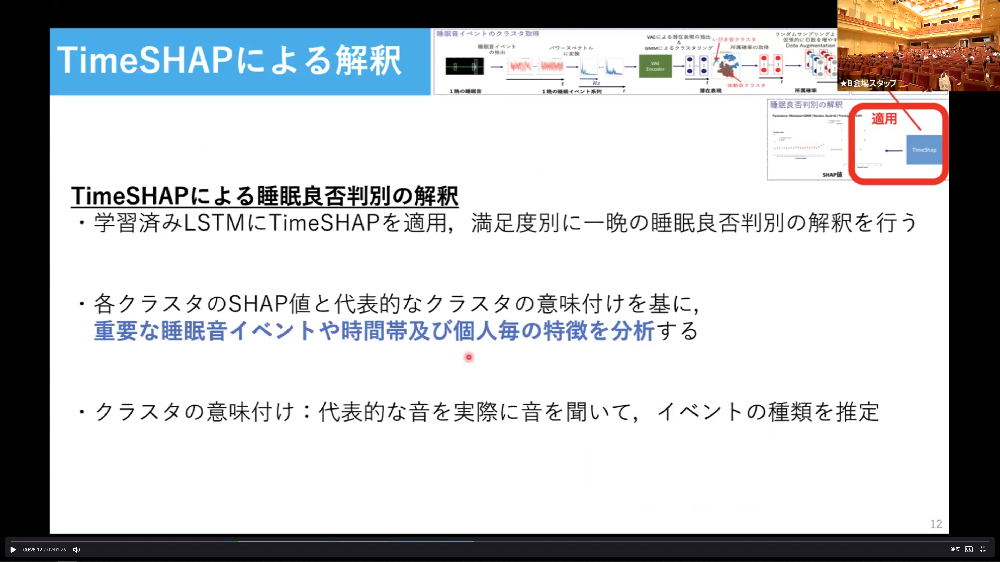 TimeSHAPによる解釈
睡眠音イベントのクラスタ取得
睡眠音イベント
の抽出
パワースペクトル
に変換
VAEによる潜在表現の抽出
&
GMMによるクラスタリング
いびき音クラスタ
所属確率の取得
ランダムサンプリングよ
仮想的に日数を増やす
Data Augmentation
VAE
Encoder
t
Hz
t
t
t
体動音クラスタ
1晩の睡眠音
1晩の睡眠イベント系列
潜在表現
所属確率
★B会場スタッフ
睡眠良否判別の解釈
適用
TimeShap
SHAP値
TimeSHAPによる睡眠良否判別の解釈
・学習済みLSTMにTimeSHAPを適用，満足度別に一晩の睡眠良否判別の解釈を行う
・各クラスタのSHAP値と代表的なクラスタの意味付けを基に，
重要な睡眠音イベントや時間帯及び個人毎の特徴を分析する
・クラスタの意味付け：代表的な音を実際に音を聞いて，イベントの種類を推定
12
00:28:12 / 02:01:26
速度
CC